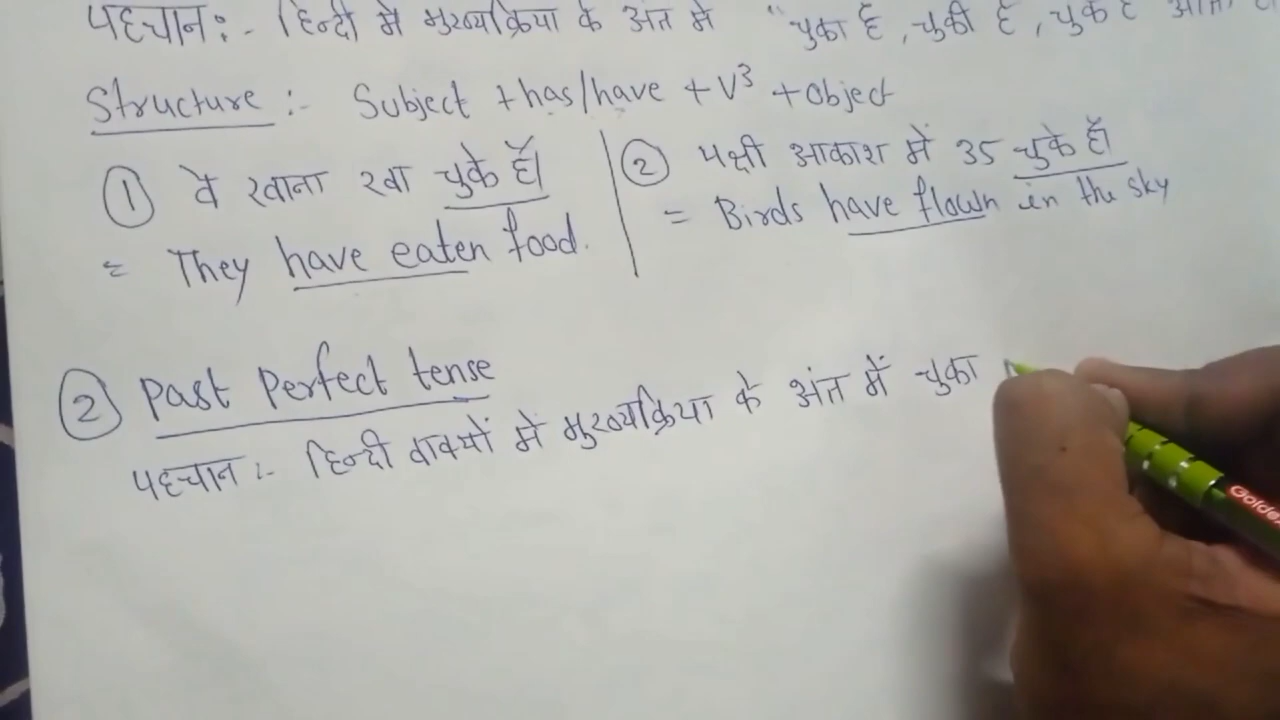 पहचान:- हिन्दी में मुख्यक्रिया के अंत में "चुका है, चुकी है, चुके है आता
Structure :- Subject + has/have + V³ + Object
① वे खाना खा चुके हैं।
= They have eaten food.
② पक्षी आकाश में उड़ चुके हैं।
= Birds have flown in the sky
② Past Perfect tense
पहचान :- हिन्दी वाक्यों में मुख्यक्रिया के अंत में चुका